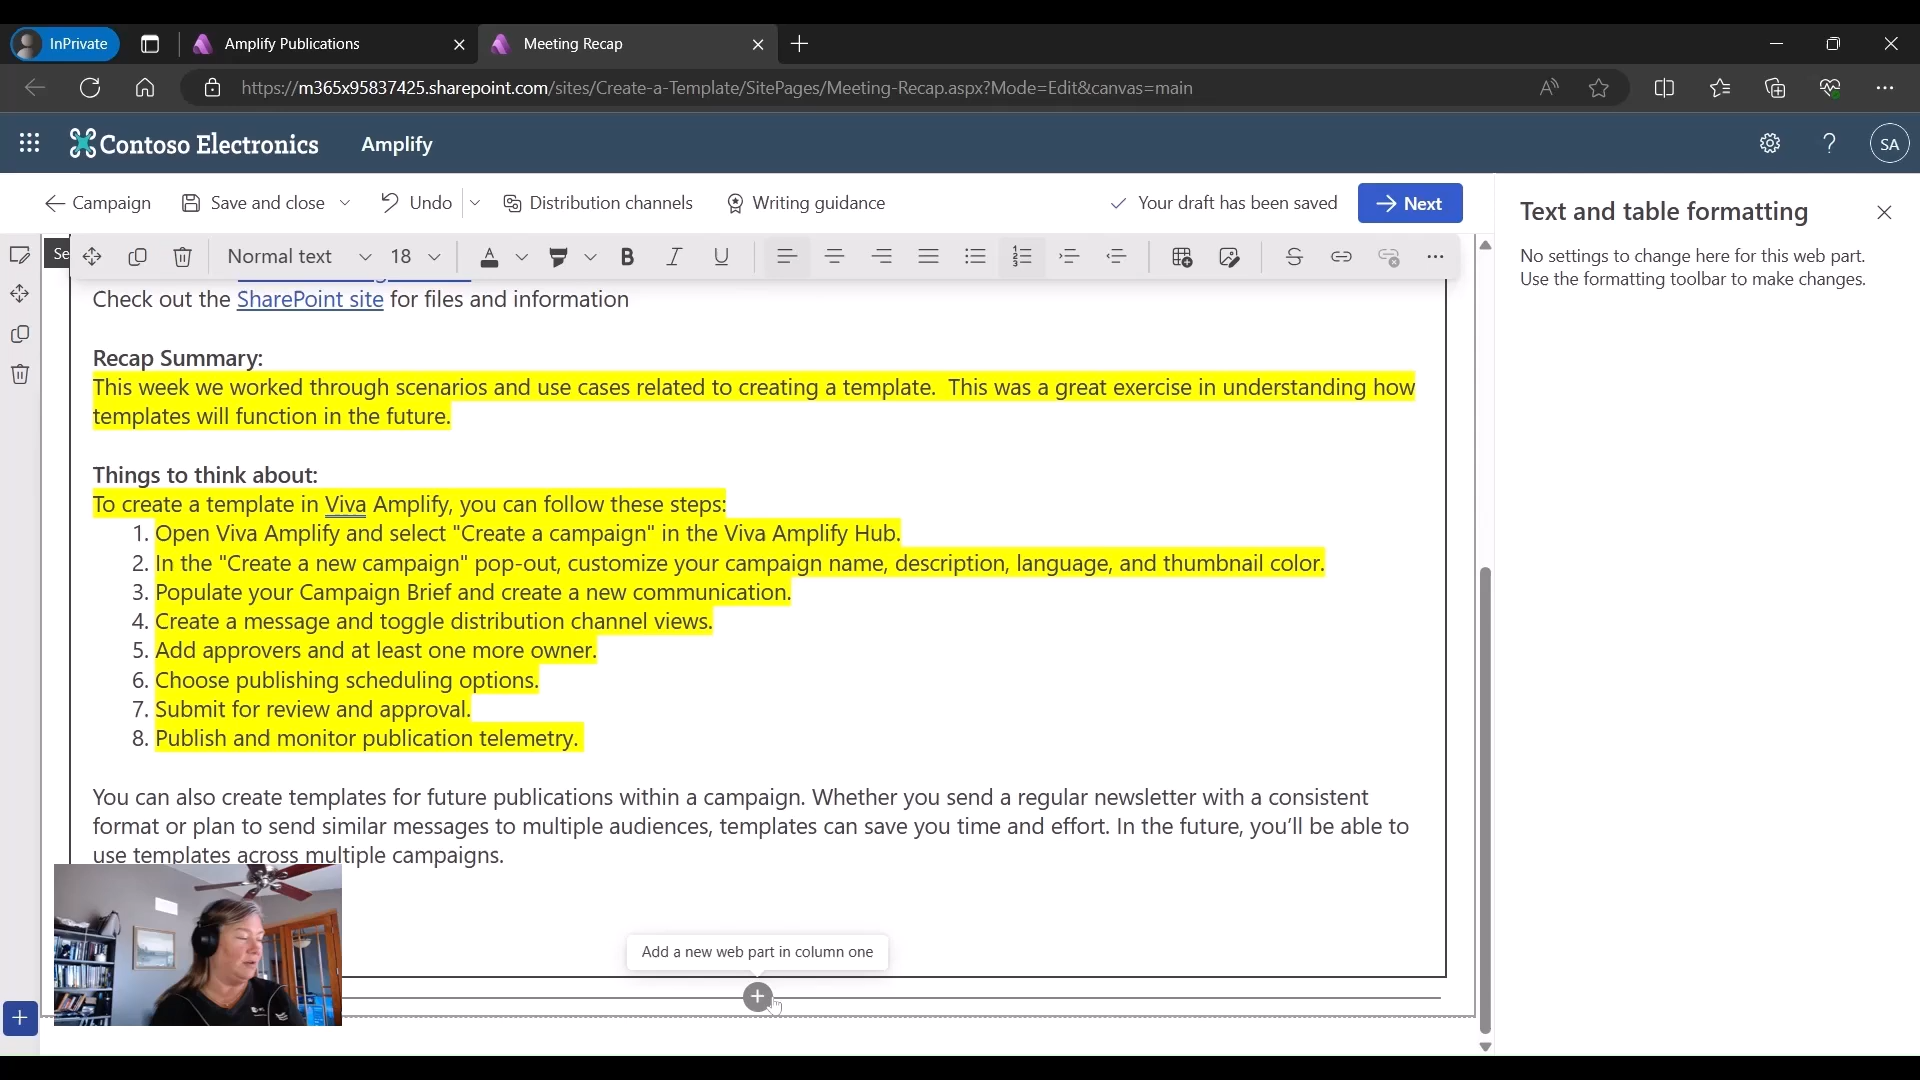 InPrivate
Amplify Publications
Meeting Recap
https://m365x95837425.sharepoint.com/sites/Create-a-Template/SitePages/Meeting-Recap.aspx?Mode=Edit&canvas=main
Contoso Electronics
Amplify
SA
Campaign
Save and close
Undo
Distribution channels
Writing guidance
Your draft has been saved
Next
Text and table formatting
No settings to change here for this web part.
Use the formatting toolbar to make changes.
Se
Normal text
18
B
I
U
Check out the SharePoint site for files and information
Recap Summary:
This week we worked through scenarios and use cases related to creating a template.  This was a great exercise in understanding how
templates will function in the future.
Things to think about:
To create a template in Viva Amplify, you can follow these steps:
1. Open Viva Amplify and select "Create a campaign" in the Viva Amplify Hub.
2. In the "Create a new campaign" pop-out, customize your campaign name, description, language, and thumbnail color.
3. Populate your Campaign Brief and create a new communication.
4. Create a message and toggle distribution channel views.
5. Add approvers and at least one more owner.
6. Choose publishing scheduling options.
7. Submit for review and approval.
8. Publish and monitor publication telemetry.
You can also create templates for future publications within a campaign. Whether you send a regular newsletter with a consistent
format or plan to send similar messages to multiple audiences, templates can save you time and effort. In the future, you'll be able to
use templates across multiple campaigns.
Add a new web part in column one